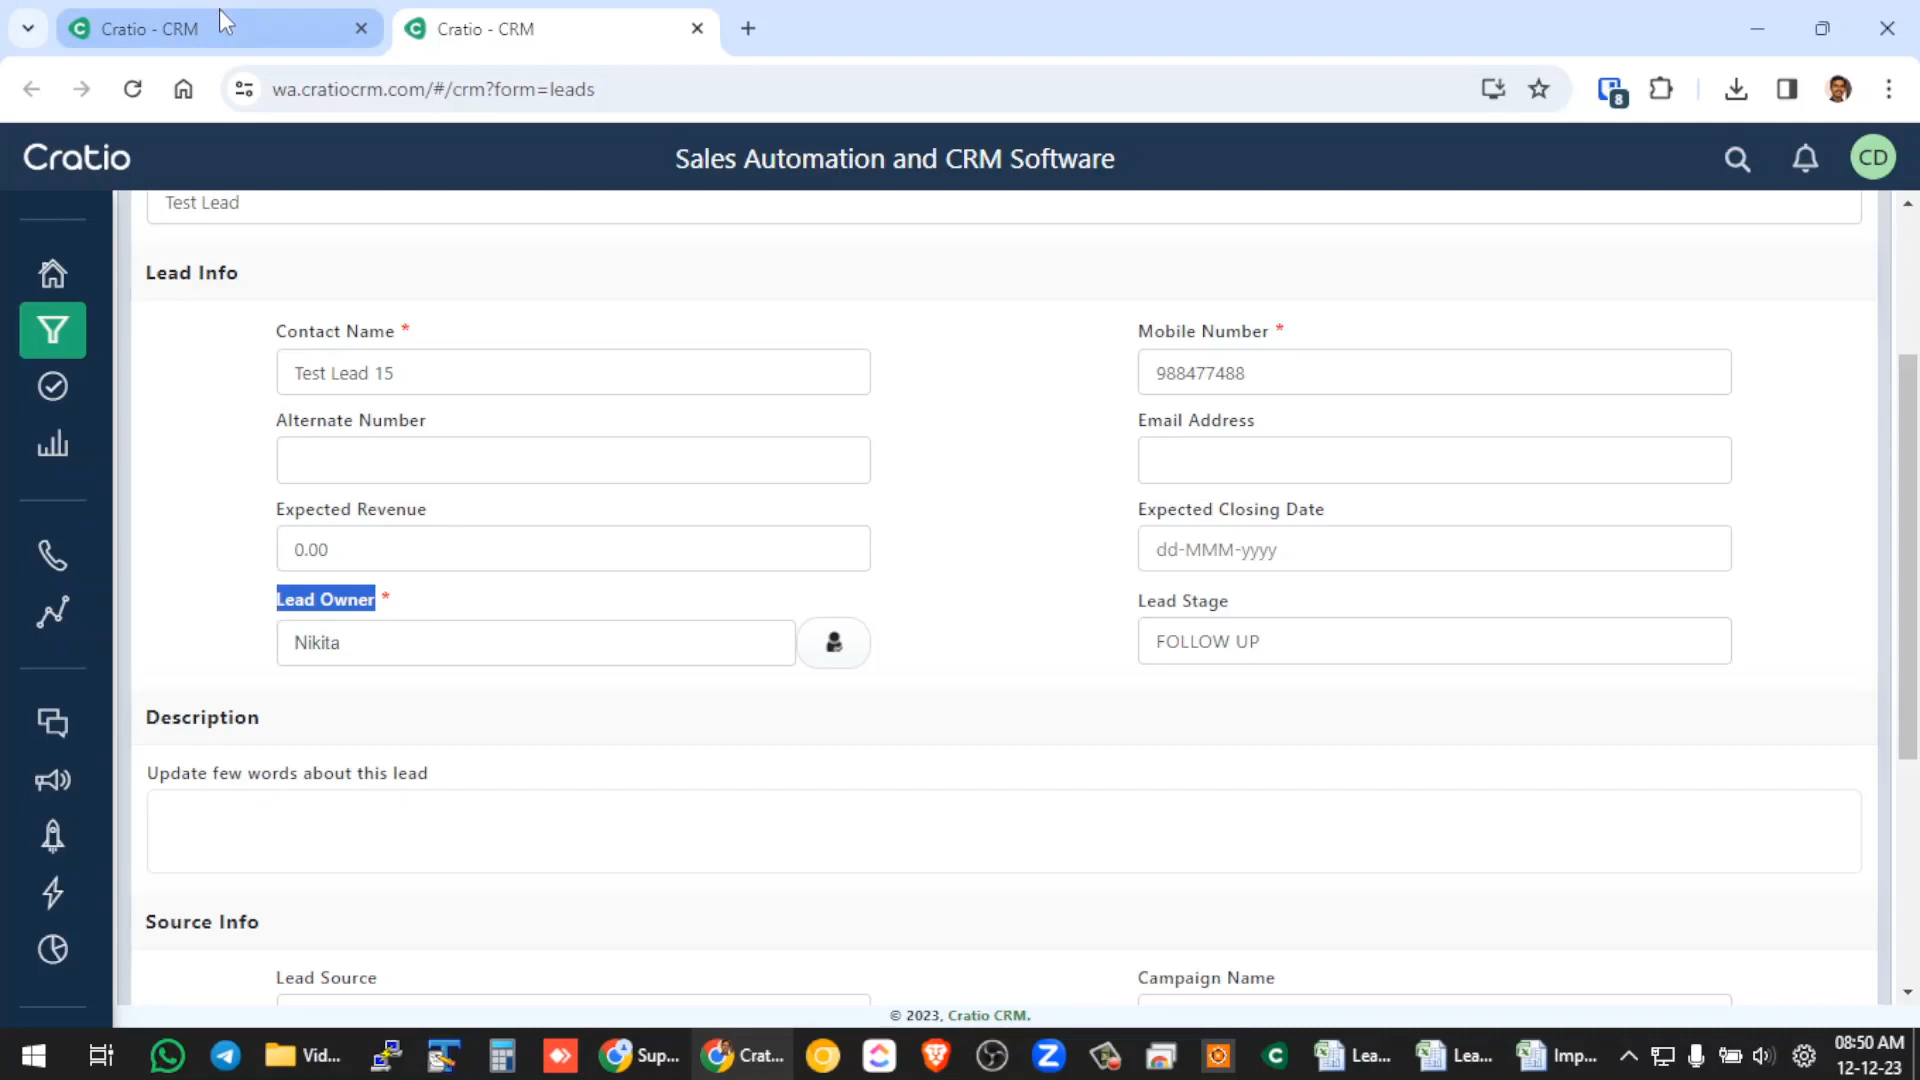 Cratio - CRM
Cratio - CRM
wa.cratiocrm.com/#/crm?form=leads
8
Cratio
Sales Automation and CRM Software
CD
Test Lead
Lead Info
Contact Name *
Mobile Number *
Test Lead 15
988477488
Alternate Number
Email Address
Expected Revenue
Expected Closing Date
0.00
dd-MMM-yyyy
Lead Owner *
Lead Stage
Nikita
FOLLOW UP
Description
Update few words about this lead
Source Info
Lead Source
Campaign Name
© 2023, Cratio CRM.
Vid...
Sup...
Crat...
Lea...
Lea...
Imp...
08:50 AM
12-12-23